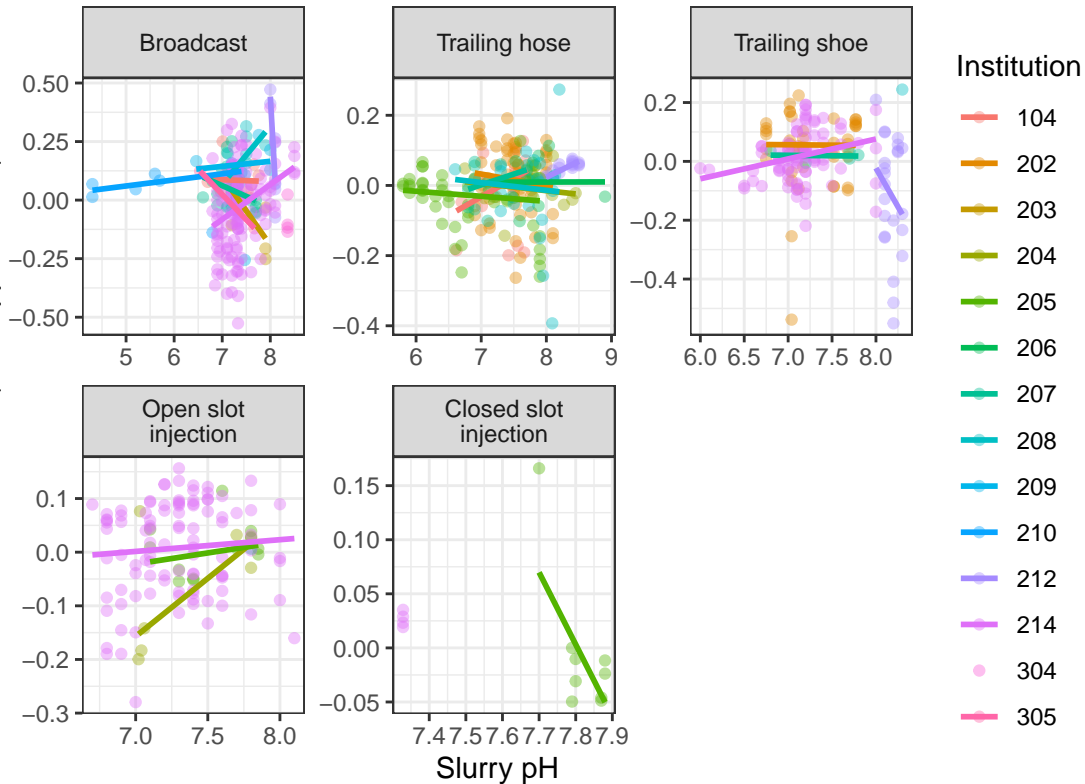 Broadcast
Trailing hose
Trailing shoe
0.50
0.25
0.00
−0.25
−0.50
5 6 7 8
0.2
0.0
−0.2
−0.4
6 7 8 9
0.2
0.0
−0.2
−0.4
6.0 6.5 7.0 7.5 8.0
Open slot
injection
Closed slot
injection
0.1
0.0
−0.1
−0.2
−0.3
7.0 7.5 8.0
0.15
0.10
0.05
0.00
−0.05
7.4 7.5 7.6 7.7 7.8 7.9
Slurry pH
Institution
104
202
203
204
205
206
207
208
209
210
212
214
304
305